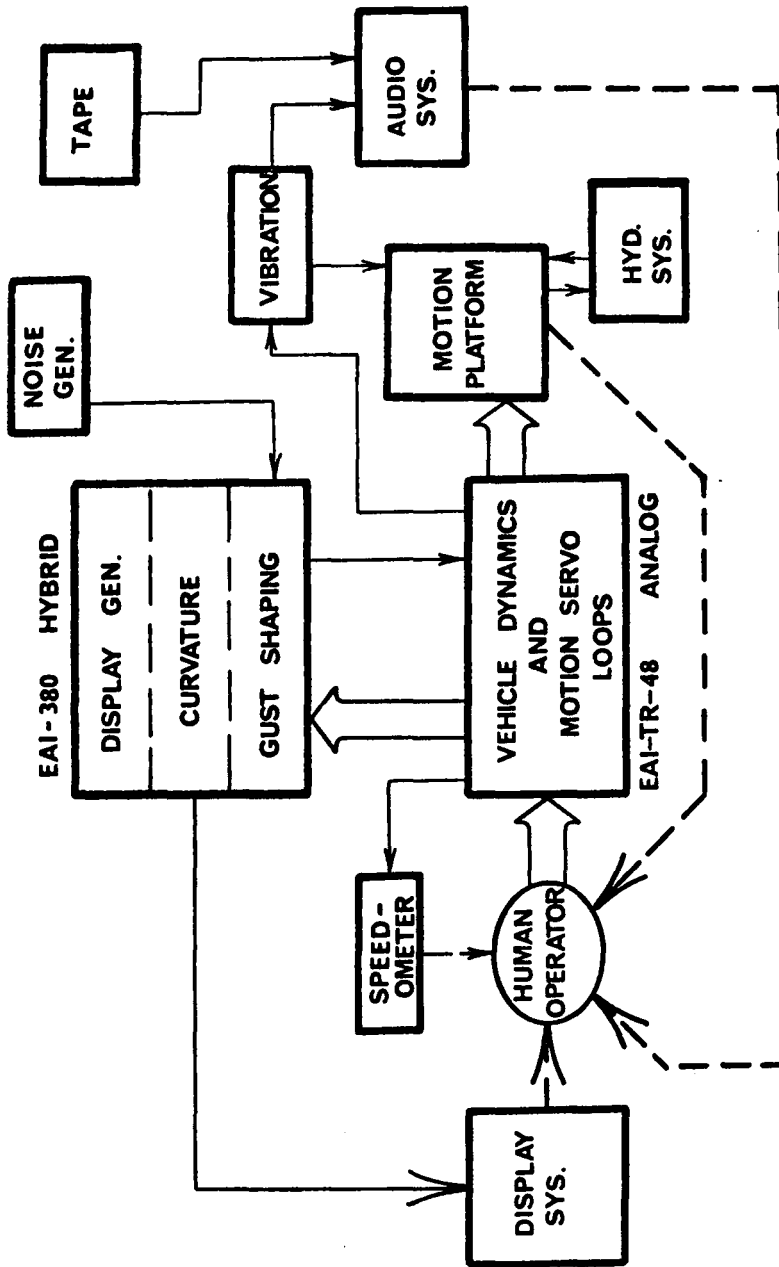 TAPE
AUDIO
SYS.
NOISE
GEN.
VIBRATION
MOTION
PLATFORM
HYD.
SYS.
EAI-380 HYBRID
DISPLAY GEN.
CURVATURE
GUST SHAPING
VEHICLE DYNAMICS
AND
MOTION SERVO
LOOPS
EAI-TR-48 ANALOG
SPEED-
OMETER
HUMAN
OPERATOR
DISPLAY
SYS.